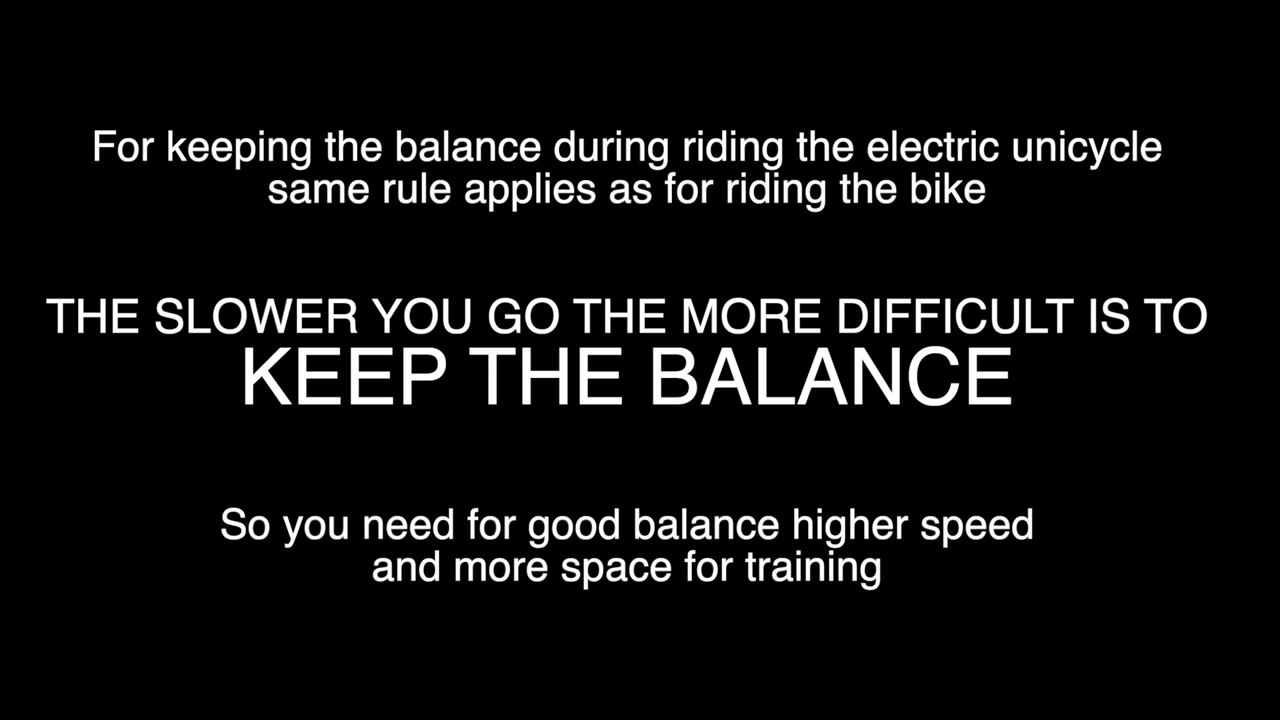 For keeping the balance during riding the electric unicycle
same rule applies as for riding the bike
THE SLOWER YOU GO THE MORE DIFFICULT IS TO
KEEP THE BALANCE
So you need for good balance higher speed
and more space for training